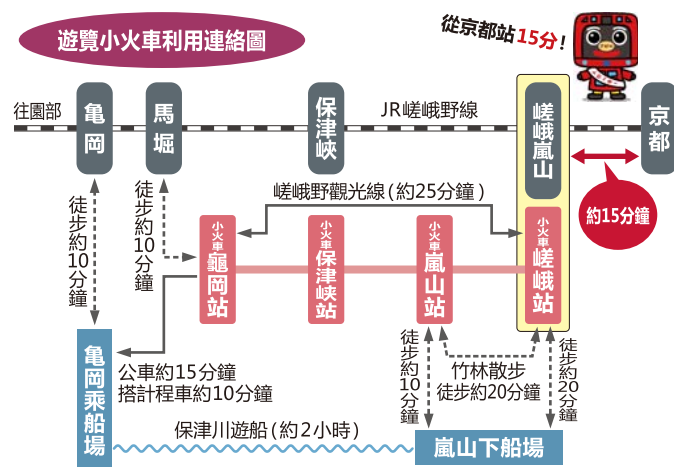 遊覽小火車利用連絡圖
從京都站15分!
往園部
亀岡
馬堀
保津峽
JR嵯峨野線
嵯峨嵐山
京都
約15分鐘
嵯峨野觀光線(約25分鐘)
徒步約10分鐘
徒步約10分鐘
小火車
龜岡站
小火車
保津峡站
小火車
嵐山站
小火車
嵯峨站
公車約15分鐘
搭計程車約10分鐘
徒步約10分鐘
竹林散步
徒步約20分鐘
徒步約20分鐘
亀岡乘船場
保津川遊船(約2小時)
嵐山下船場